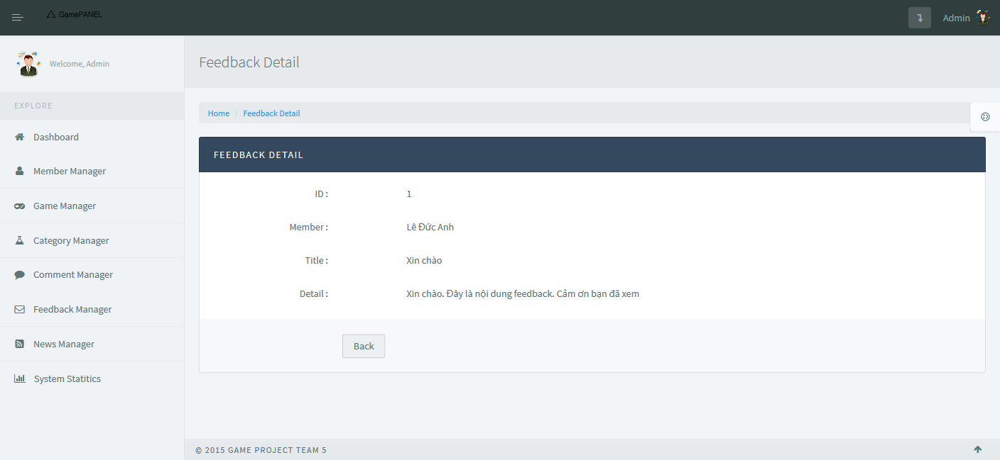 GamePANEL
Admin
Welcome, Admin
EXPLORE
Dashboard
Member Manager
Game Manager
Category Manager
Comment Manager
Feedback Manager
News Manager
System Statitics
Feedback Detail
Home / Feedback Detail
FEEDBACK DETAIL
ID : 1
Member : Lê Đức Anh
Title : Xin chào
Detail : Xin chào. Đây là nội dung feedback. Cảm ơn bạn đã xem
Back
© 2015 GAME PROJECT TEAM 5